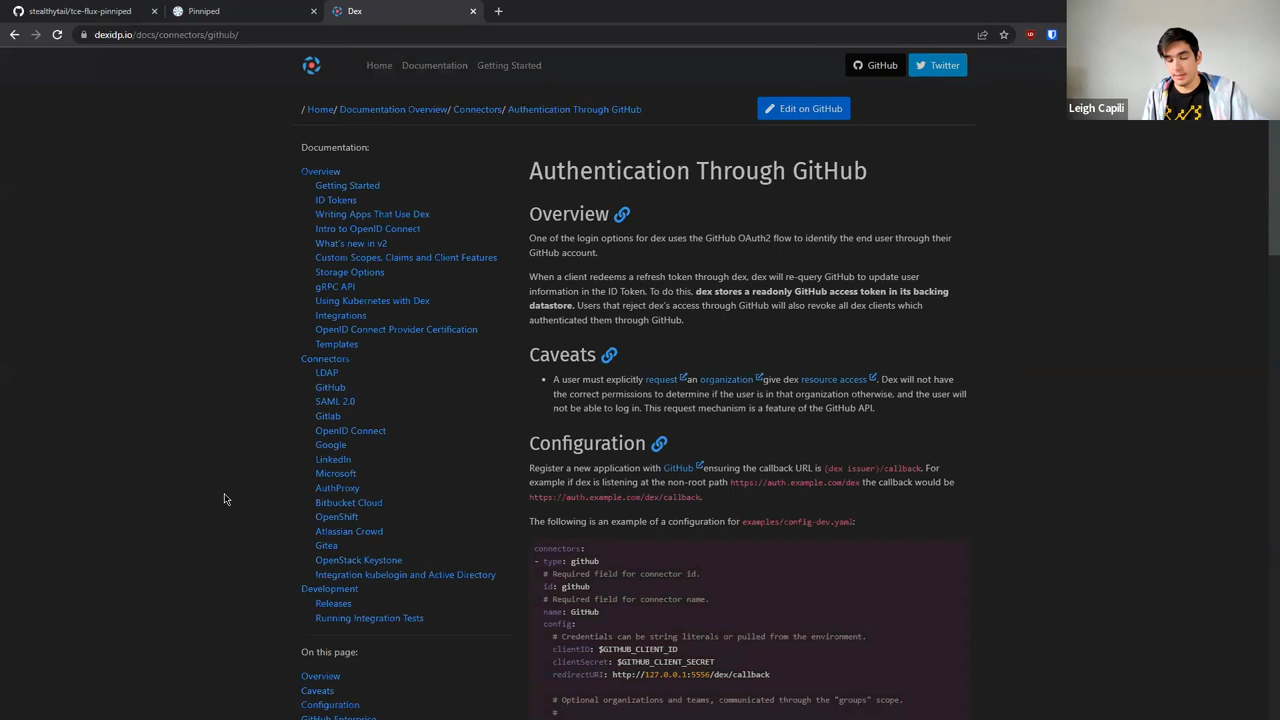 stealthytail/tce-flux-pinniped
Pinniped
Dex
dexidp.io/docs/connectors/github/
Home Documentation Getting Started
GitHub
Twitter
Leigh Capili
/ Home/ Documentation Overview/ Connectors/ Authentication Through GitHub
Edit on GitHub
Documentation:
Overview
Getting Started
ID Tokens
Writing Apps That Use Dex
Intro to OpenID Connect
What's new in v2
Custom Scopes, Claims and Client Features
Storage Options
gRPC API
Using Kubernetes with Dex
Integrations
OpenID Connect Provider Certification
Templates
Connectors
LDAP
GitHub
SAML 2.0
Gitlab
OpenID Connect
Google
LinkedIn
Microsoft
AuthProxy
Bitbucket Cloud
OpenShift
Atlassian Crowd
Gitea
OpenStack Keystone
Integration kubelogin and Active Directory
Development
Releases
Running Integration Tests
On this page:
Overview
Caveats
Configuration
GitHub Enterprise
Authentication Through GitHub
Overview
One of the login options for dex uses the GitHub OAuth2 flow to identify the end user through their
GitHub account.
When a client redeems a refresh token through dex, dex will re-query GitHub to update user
information in the ID Token. To do this, dex stores a readonly GitHub access token in its backing
datastore. Users that reject dex's access through GitHub will also revoke all dex clients which
authenticated them through GitHub.
Caveats
• A user must explicitly request an organization give dex resource access . Dex will not have
the correct permissions to determine if the user is in that organization otherwise, and the user will
not be able to log in. This request mechanism is a feature of the GitHub API.
Configuration
Register a new application with GitHub ensuring the callback URL is (dex issuer)/callback. For
example if dex is listening at the non-root path https://auth.example.com/dex the callback would be
https://auth.example.com/dex/callback.
The following is an example of a configuration for examples/config-dev.yaml:
connectors:
- type: github
# Required field for connector id.
id: github
# Required field for connector name.
name: GitHub
config:
# Credentials can be string literals or pulled from the environment.
clientID: $GITHUB_CLIENT_ID
clientSecret: $GITHUB_CLIENT_SECRET
redirectURI: http://127.0.0.1:5556/dex/callback
# Optional organizations and teams, communicated through the "groups" scope.
#